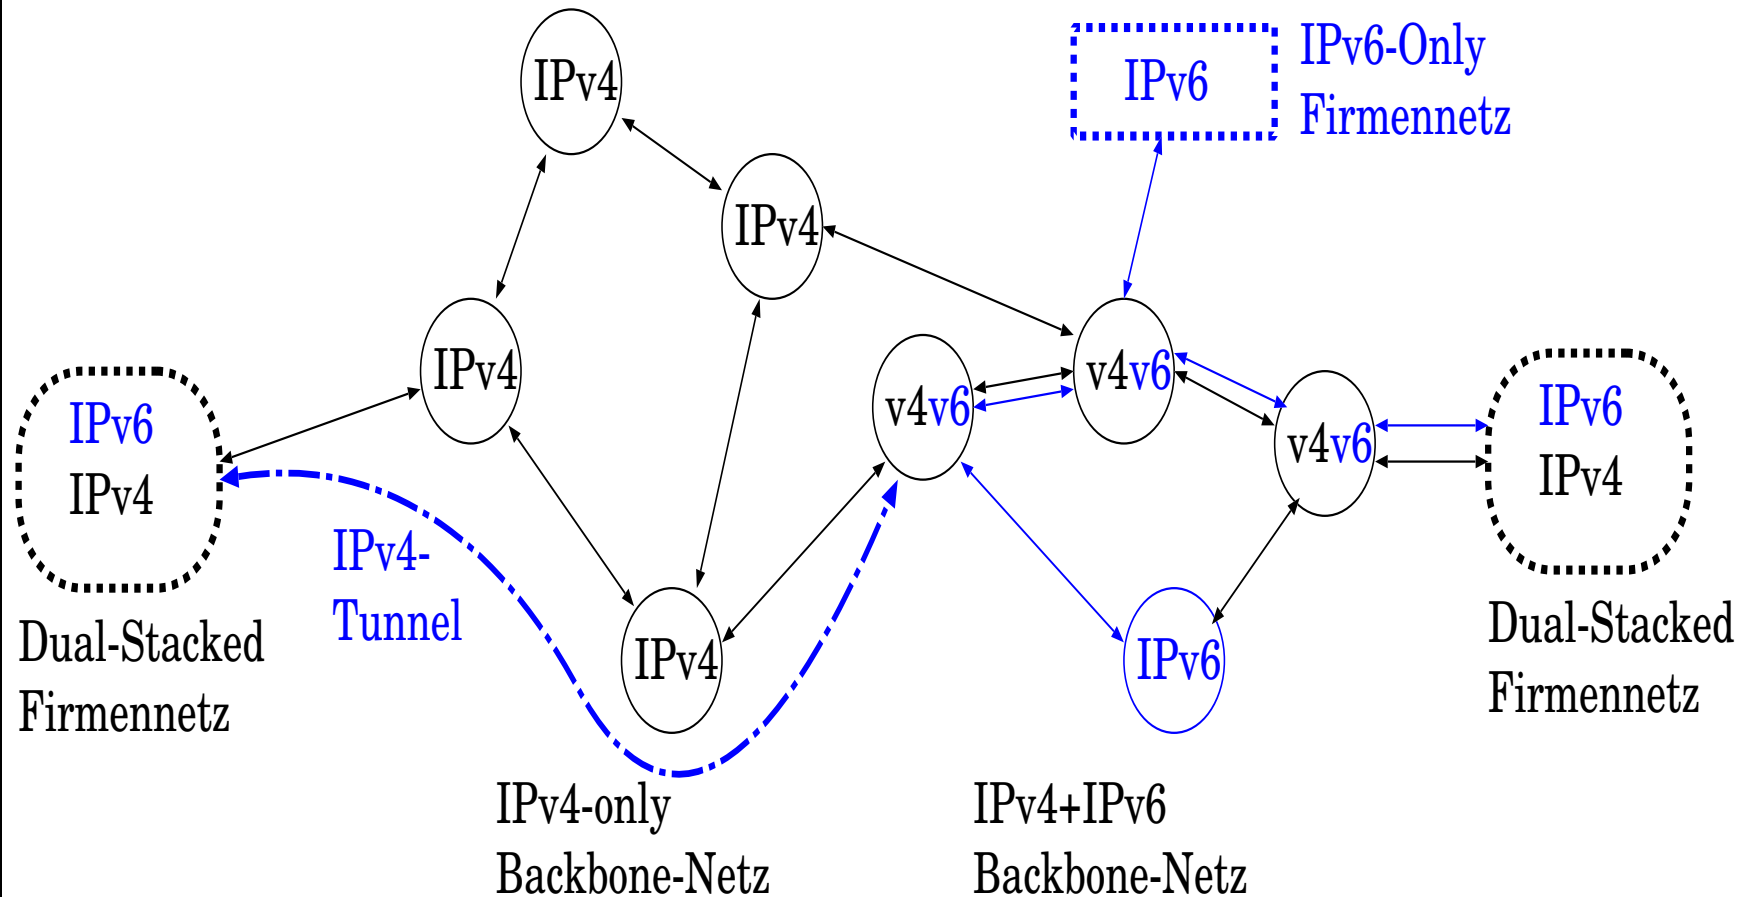 IPv4
IPv6
IPv6-Only
Firmennetz
IPv4
IPv4
v4v6
v4v6
v4v6
IPv6
IPv4
Dual-Stacked
Firmennetz
IPv4-
Tunnel
IPv4
IPv6
IPv6
IPv4
Dual-Stacked
Firmennetz
IPv4-only
Backbone-Netz
IPv4+IPv6
Backbone-Netz